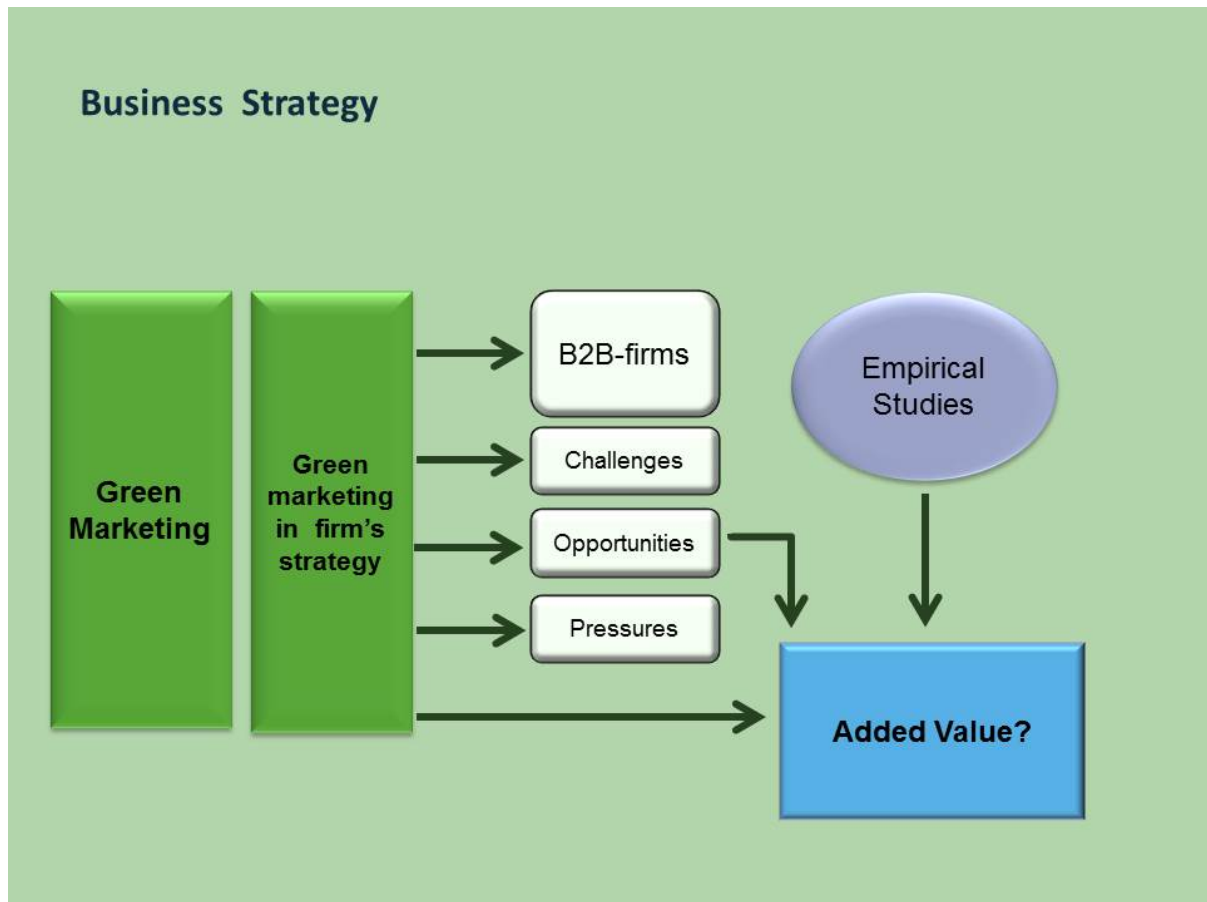 Business Strategy
Green
Marketing
Green
marketing
in firm's
strategy
B2B-firms
Challenges
Opportunities
Pressures
Empirical
Studies
Added Value?